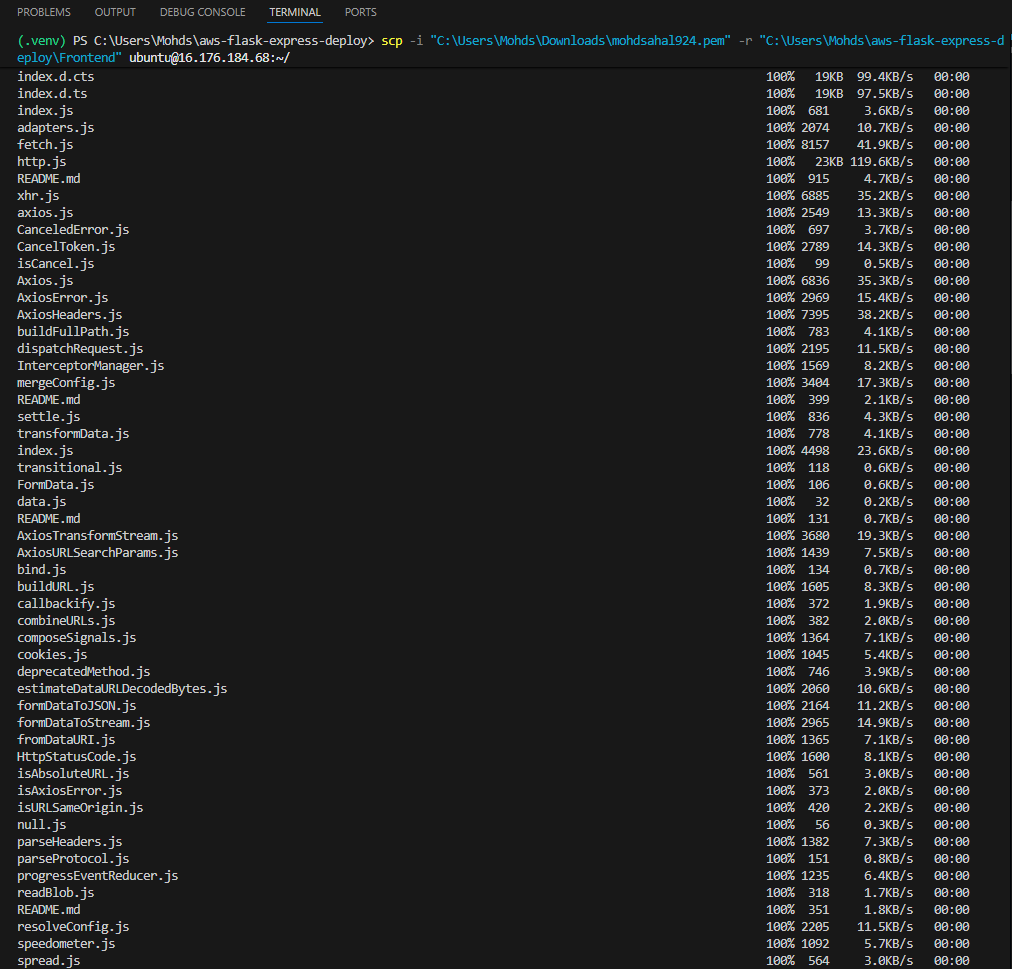 PROBLEMS OUTPUT DEBUG CONSOLE TERMINAL PORTS
(.venv) PS C:\Users\Mohds\aws-flask-express-deploy> scp -i "C:\Users\Mohds\Downloads\mohdsahal924.pem" -r "C:\Users\Mohds\aws-flask-express-d
eploy\Frontend" ubuntu@16.176.184.68:~/
index.d.cts 100% 19KB 99.4KB/s 00:00
index.d.ts 100% 19KB 97.5KB/s 00:00
index.js 100% 681 3.6KB/s 00:00
adapters.js 100% 2074 10.7KB/s 00:00
fetch.js 100% 8157 41.9KB/s 00:00
http.js 100% 23KB 119.6KB/s 00:00
README.md 100% 915 4.7KB/s 00:00
xhr.js 100% 6885 35.2KB/s 00:00
axios.js 100% 2549 13.3KB/s 00:00
CanceledError.js 100% 697 3.7KB/s 00:00
CancelToken.js 100% 2789 14.3KB/s 00:00
isCancel.js 100% 99 0.5KB/s 00:00
Axios.js 100% 6836 35.3KB/s 00:00
AxiosError.js 100% 2969 15.4KB/s 00:00
AxiosHeaders.js 100% 7395 38.2KB/s 00:00
buildFullPath.js 100% 783 4.1KB/s 00:00
dispatchRequest.js 100% 2195 11.5KB/s 00:00
InterceptorManager.js 100% 1569 8.2KB/s 00:00
mergeConfig.js 100% 3404 17.3KB/s 00:00
README.md 100% 399 2.1KB/s 00:00
settle.js 100% 836 4.3KB/s 00:00
transformData.js 100% 778 4.1KB/s 00:00
index.js 100% 4498 23.6KB/s 00:00
transitional.js 100% 118 0.6KB/s 00:00
FormData.js 100% 106 0.6KB/s 00:00
data.js 100% 32 0.2KB/s 00:00
README.md 100% 131 0.7KB/s 00:00
AxiosTransformStream.js 100% 3680 19.3KB/s 00:00
AxiosURLSearchParams.js 100% 1439 7.5KB/s 00:00
bind.js 100% 134 0.7KB/s 00:00
buildURL.js 100% 1605 8.3KB/s 00:00
callbackify.js 100% 372 1.9KB/s 00:00
combineURLs.js 100% 382 2.0KB/s 00:00
composeSignals.js 100% 1364 7.1KB/s 00:00
cookies.js 100% 1045 5.4KB/s 00:00
deprecatedMethod.js 100% 746 3.9KB/s 00:00
estimateDataURLDecodedBytes.js 100% 2060 10.6KB/s 00:00
formDataToJSON.js 100% 2164 11.2KB/s 00:00
formDataToStream.js 100% 2965 14.9KB/s 00:00
fromDataURI.js 100% 1365 7.1KB/s 00:00
HttpStatusCode.js 100% 1600 8.1KB/s 00:00
isAbsoluteURL.js 100% 561 3.0KB/s 00:00
isAxiosError.js 100% 373 2.0KB/s 00:00
isURLSameOrigin.js 100% 420 2.2KB/s 00:00
null.js 100% 56 0.3KB/s 00:00
parseHeaders.js 100% 1382 7.3KB/s 00:00
parseProtocol.js 100% 151 0.8KB/s 00:00
progressEventReducer.js 100% 1235 6.4KB/s 00:00
readBlob.js 100% 318 1.7KB/s 00:00
README.md 100% 351 1.8KB/s 00:00
resolveConfig.js 100% 2205 11.5KB/s 00:00
speedometer.js 100% 1092 5.7KB/s 00:00
spread.js 100% 564 3.0KB/s 00:00